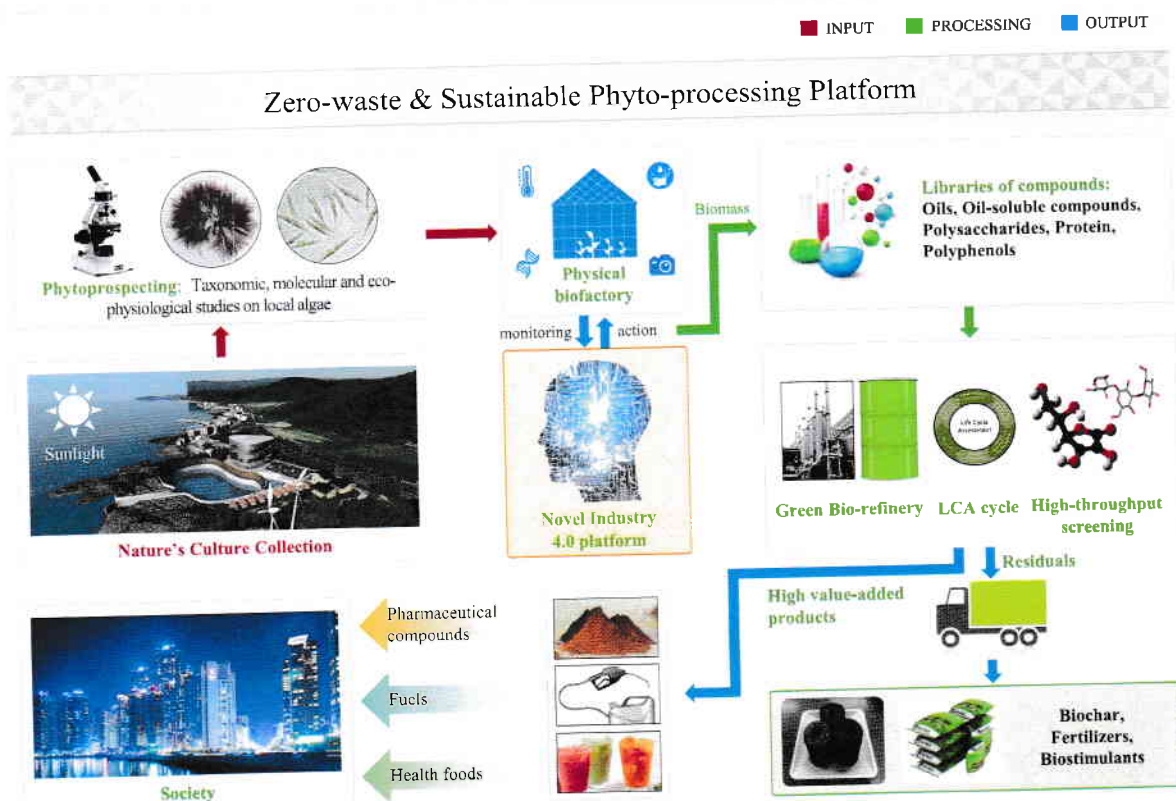 INPUT
PROCESSING
OUTPUT
Zero-waste & Sustainable Phyto-processing Platform
Phytoprospecting: Taxonomic, molecular and eco-
physiological studies on local algae
Physical
biofactory
Biomass
Libraries of compounds:
Oils, Oil-soluble compounds,
Polysaccharides, Protein,
Polyphenols
monitoring
action
Sunlight
Nature's Culture Collection
Novel Industry
4.0 platform
Life Cycle
Assessment
Green Bio-refinery
LCA cycle
High-throughput
screening
Residuals
High value-added
products
Pharmaceutical
compounds
Fuels
Health foods
Society
Biochar,
Fertilizers,
Biostimulants